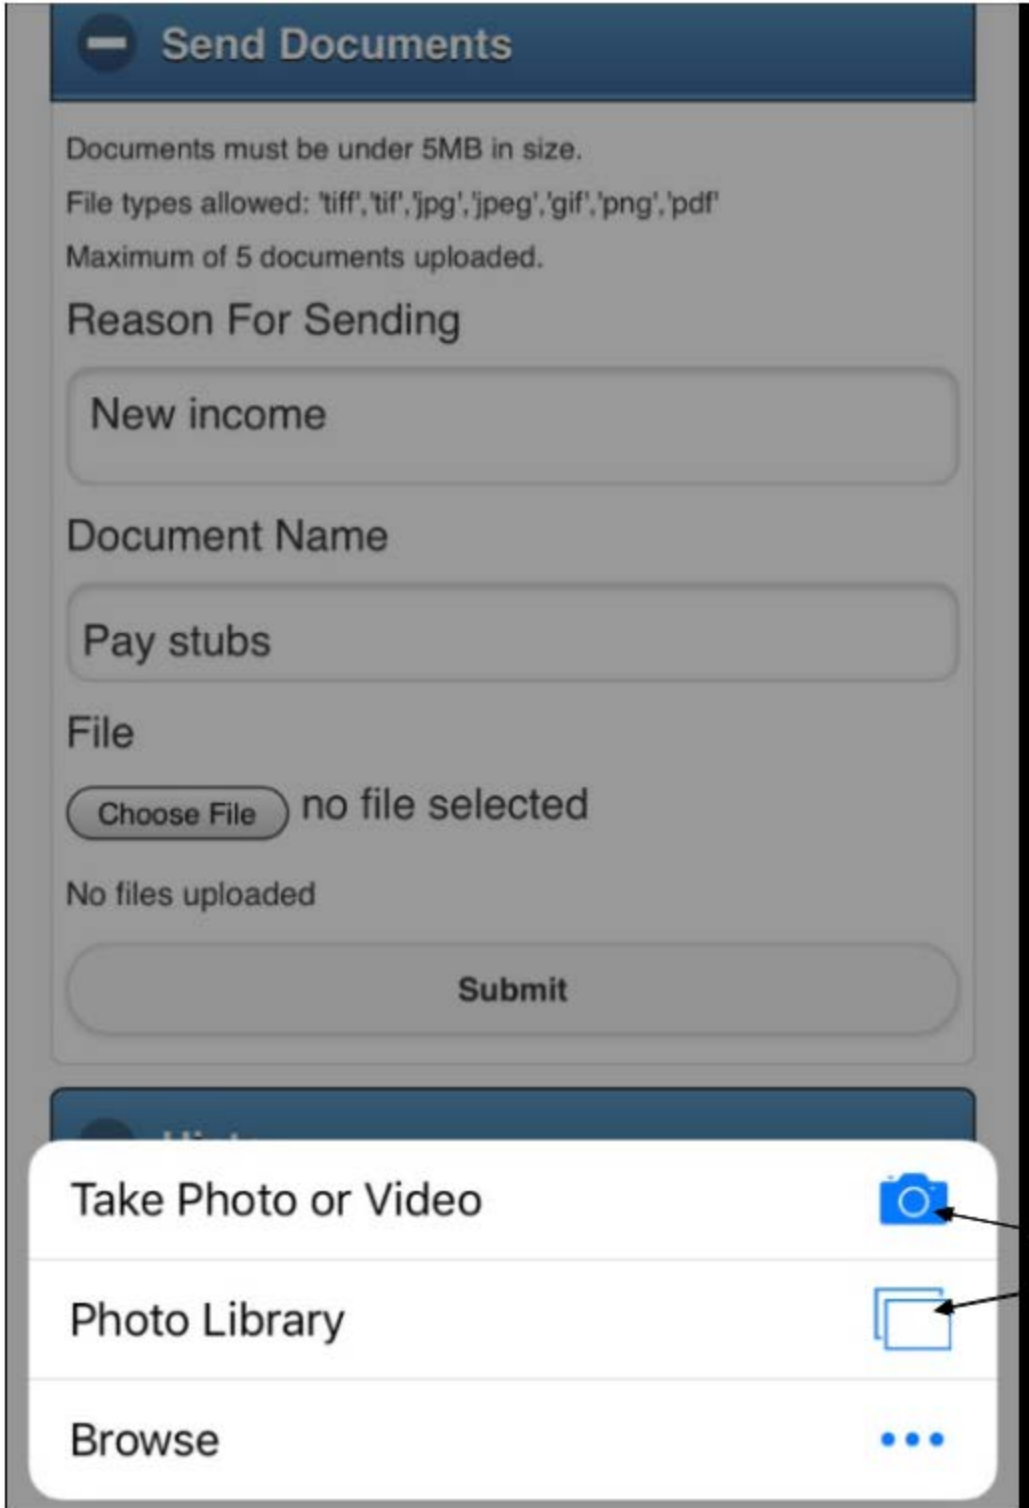 Send Documents
Documents must be under 5MB in size.
File types allowed: 'tiff','tif','jpg','jpeg','gif','png','pdf'
Maximum of 5 documents uploaded.
Reason For Sending
New income
Document Name
Pay stubs
File
Choose File no file selected
No files uploaded
Submit
Take Photo or Video
Photo Library
Browse